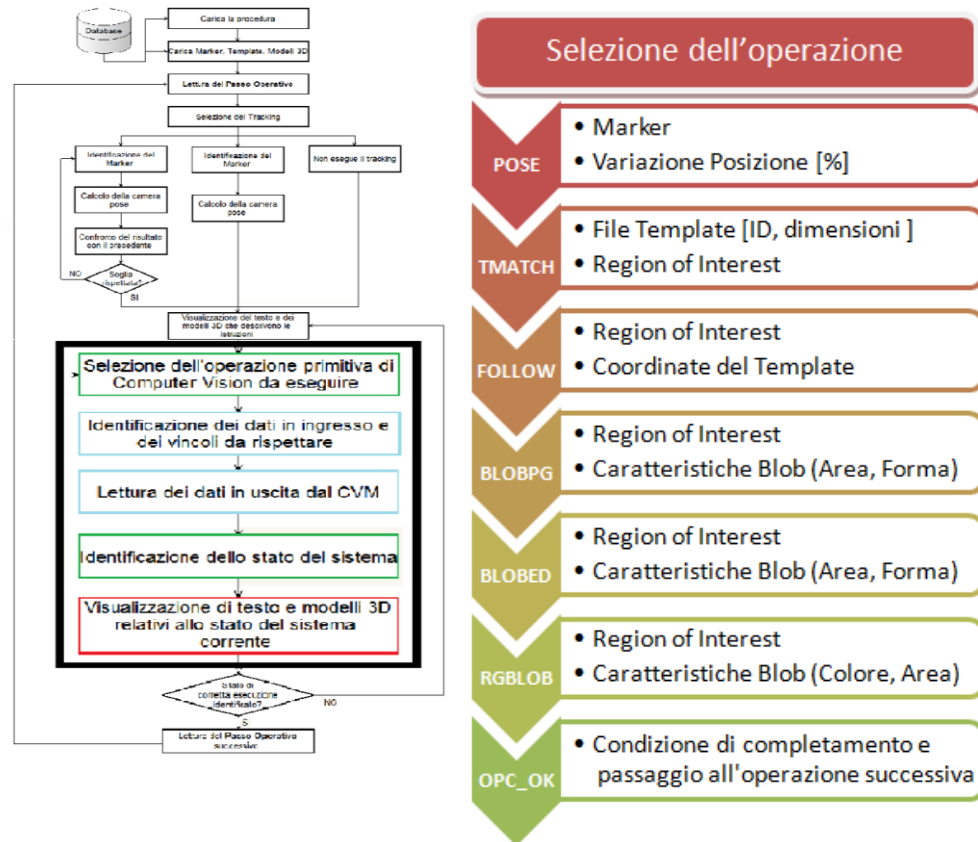 Database
Carica la procedura
Carica Marker, Template, Modelli 3D
Lettura del Passo Operativo
Selezione del Tracking
Identificazione del
Marker
Identificazione del
Marker
Non esegue il tracking
Calcolo della camera
pose
Calcolo della camera
pose
Confronto del risultato
con il precedente
Soglia
rispettata?
NO
SI
Visualizzazione del testo e dei
modelli 3D che descrivono le
istruzioni
Selezione dell'operazione primitiva di
Computer Vision da eseguire
Identificazione dei dati in ingresso e
dei vincoli da rispettare
Lettura dei dati in uscita dal CVM
Identificazione dello stato del sistema
Visualizzazione di testo e modelli 3D
relativi allo stato del sistema
corrente
Stato di
corretta esecuzione
identificato?
NO
S
Lettura del Passo Operativo
successivo
Selezione dell'operazione
POSE
• Marker
• Variazione Posizione [%]
TMATCH
• File Template [ID, dimensioni ]
• Region of Interest
FOLLOW
• Region of Interest
• Coordinate del Template
BLOBPG
• Region of Interest
• Caratteristiche Blob (Area, Forma)
BLOBED
• Region of Interest
• Caratteristiche Blob (Area, Forma)
RGBLOB
• Region of Interest
• Caratteristiche Blob (Colore, Area)
OPC_OK
• Condizione di completamento e
passaggio all'operazione successiva